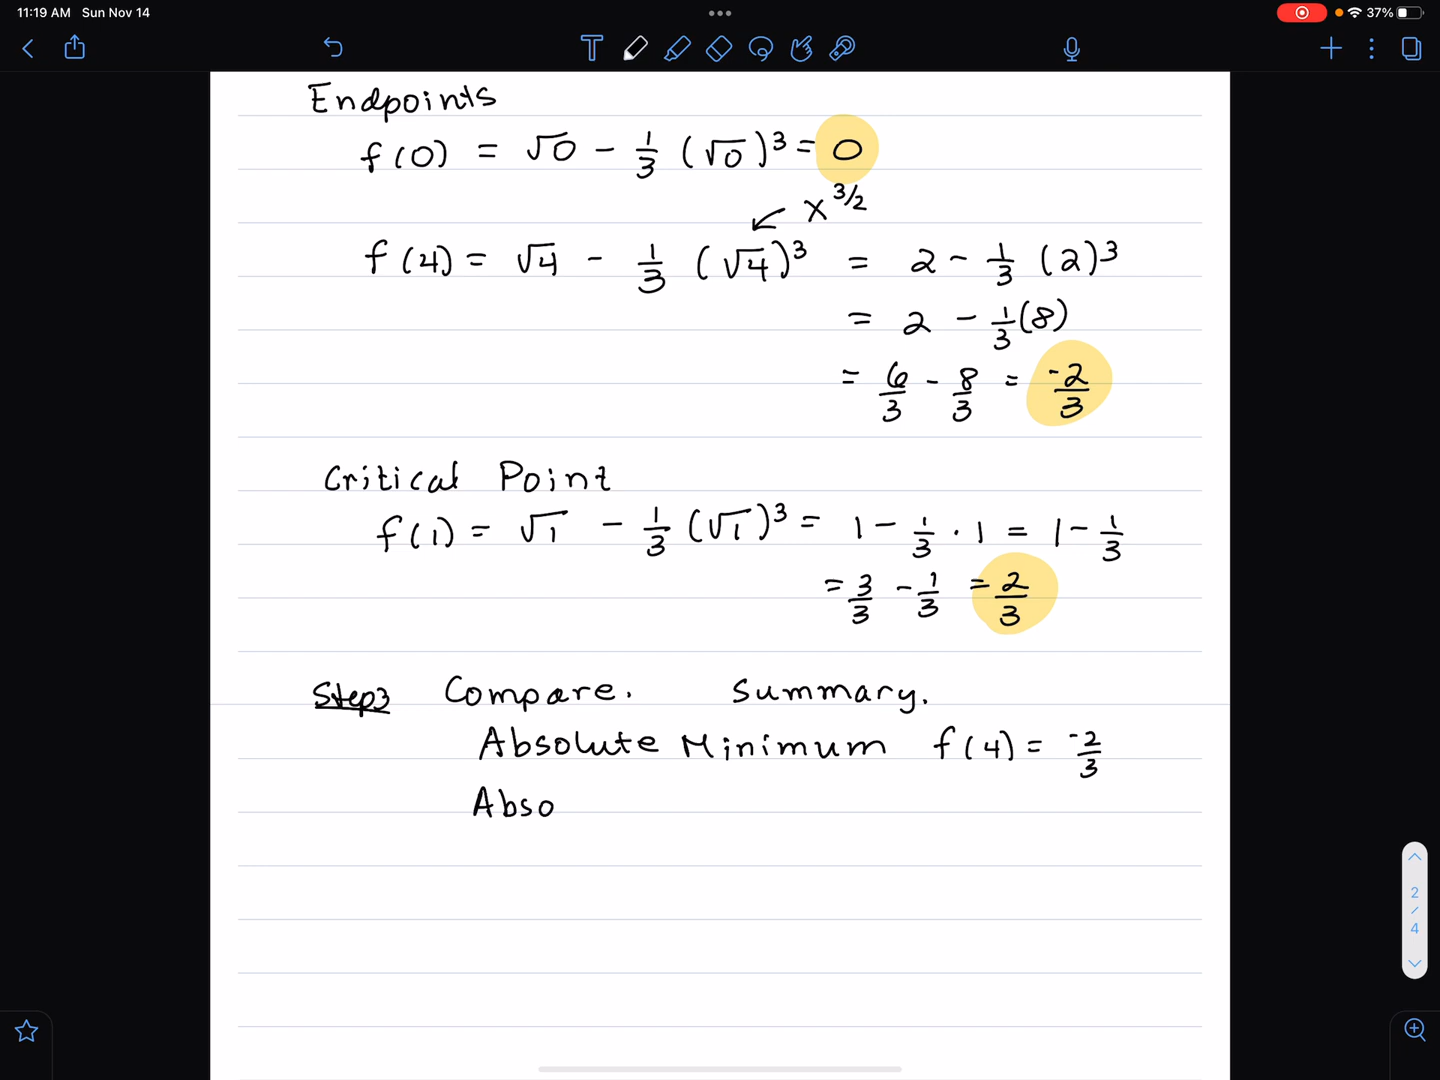 11:19 AM Sun Nov 14
37%
T
Endpoints
f(0) = √0 - 1/3 (√0)³ = 0
x^3/2
f(4) = √4 - 1/3 (√4)³ = 2 - 1/3 (2)³
= 2 - 1/3 (8)
= 6/3 - 8/3 = -2/3
Critical Point
f(1) = √1 - 1/3 (√1)³ = 1 - 1/3 · 1 = 1 - 1/3
= 3/3 - 1/3 = 2/3
Step3 Compare. Summary.
Absolute Minimum f(4) = -2/3
Abso
2
/
4